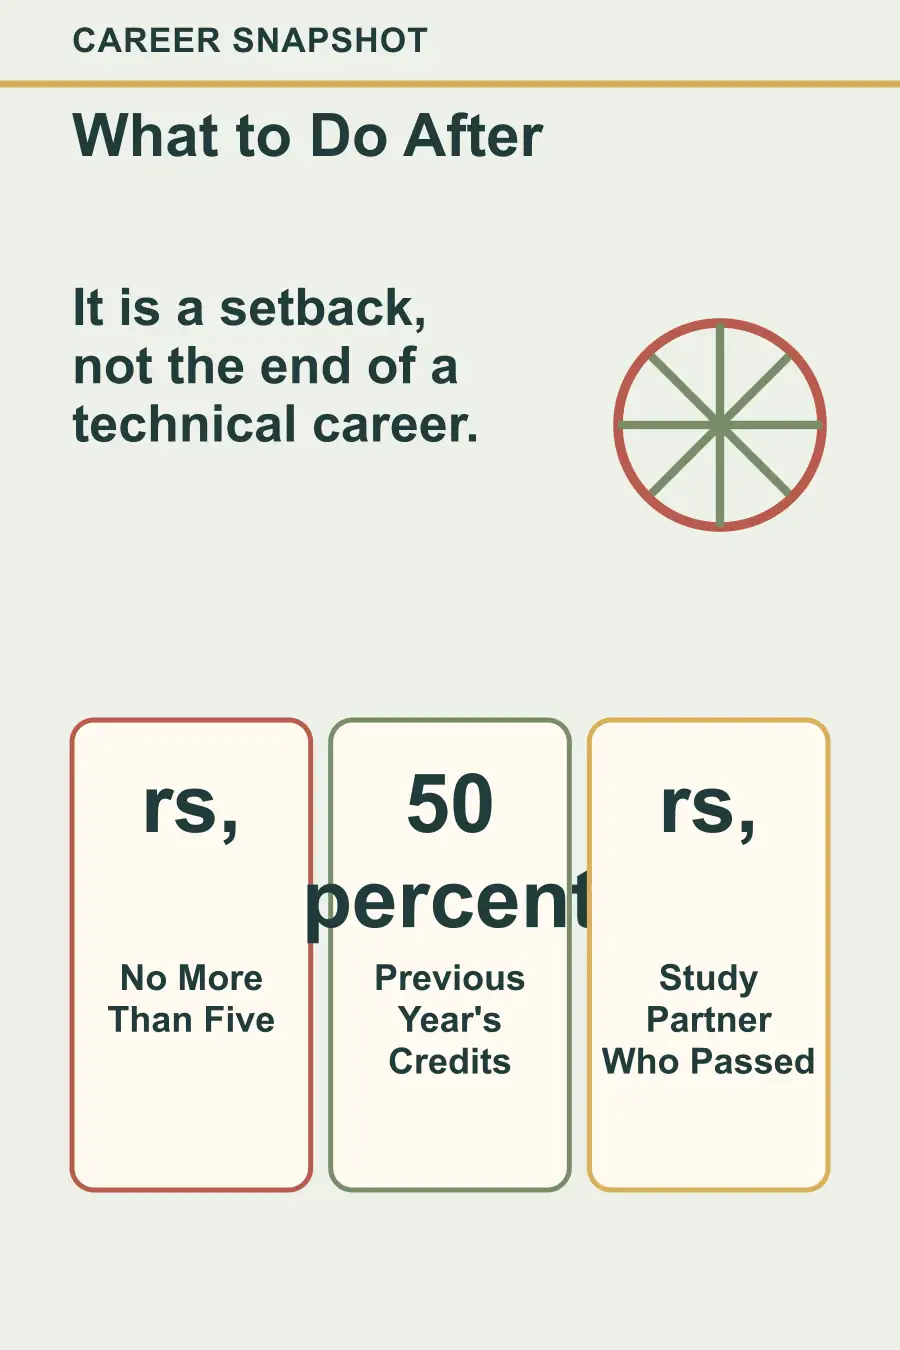 CAREER SNAPSHOT
What to Do After
It is a setback,
not the end of a
technical career.
rs,
No More
Than Five
50
percent
Previous
Year's
Credits
rs,
Study
Partner
Who Passed